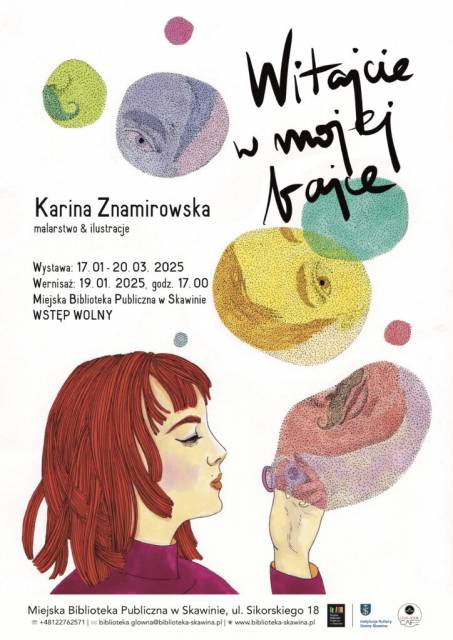 Witajcie
w mojej
bajce
Karina Znamirowska
malarstwo & ilustracje
Wystawa: 17.01 - 20.03. 2025
Wernisaż: 19.01. 2025, godz. 17.00
Miejska Biblioteka Publiczna w Skawinie
WSTĘP WOLNY
Miejska Biblioteka Publiczna w Skawinie, ul. Sikorskiego 18
+48122762571 | biblioteka.glowna@biblioteka-skawina.pl | www.biblioteka-skawina.pl
Instytucja Kultury
Gminy Skawina
CAFE